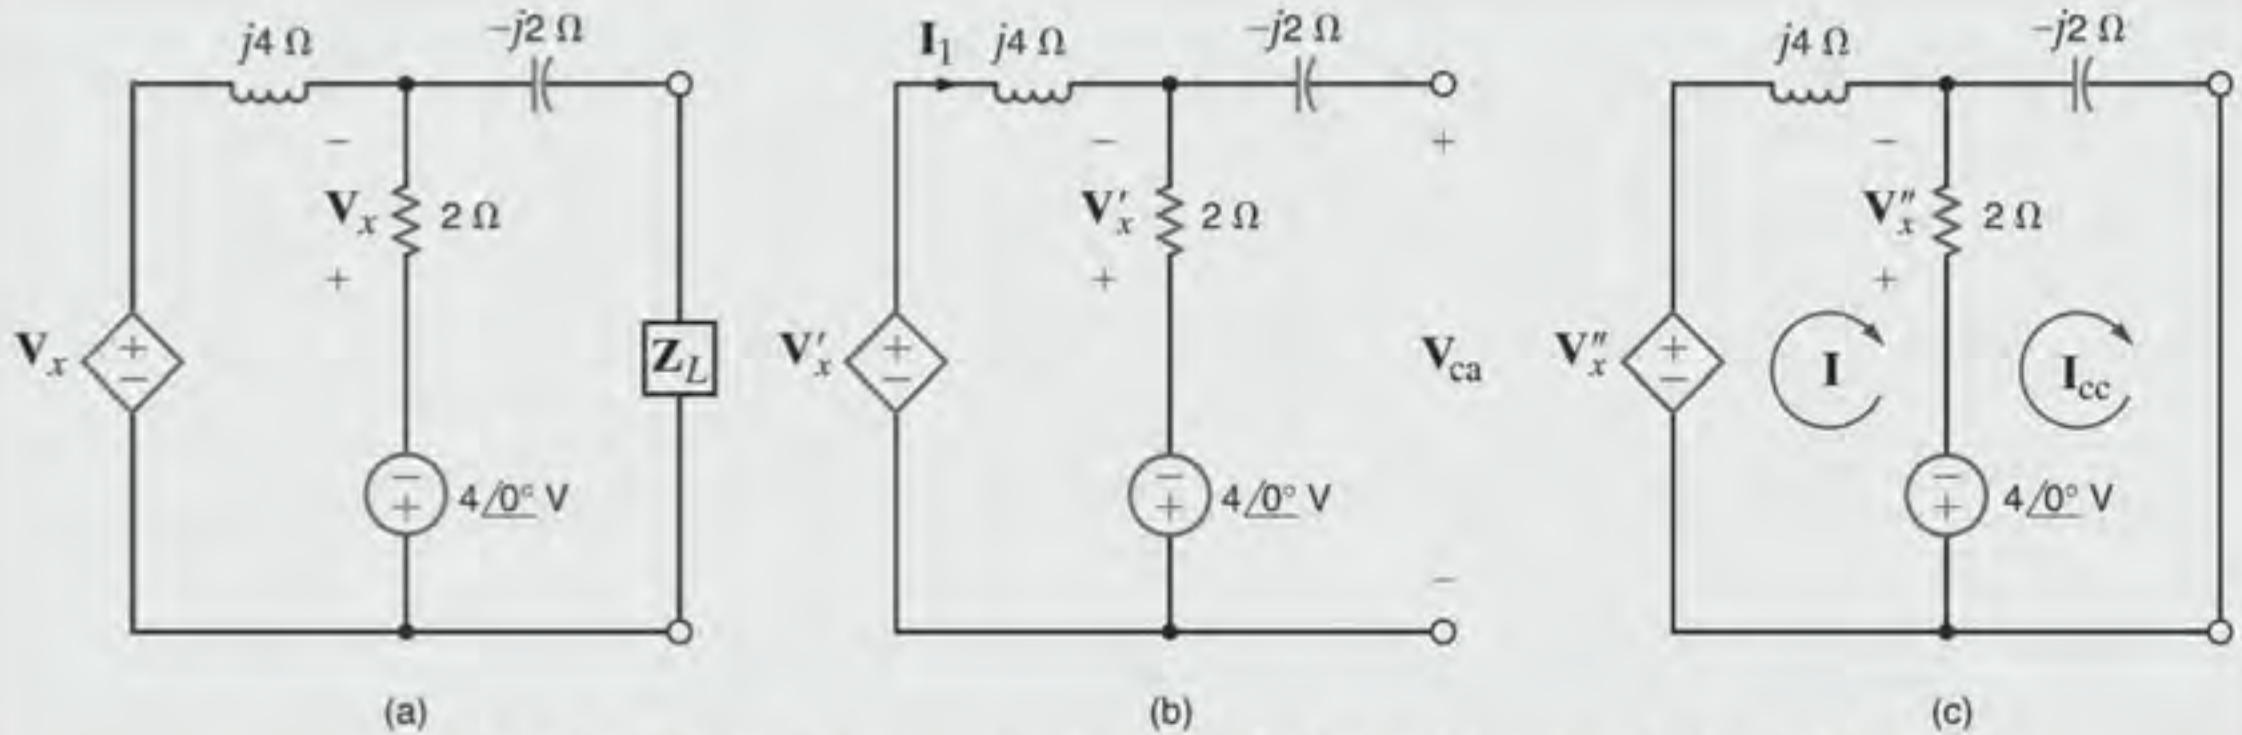 j4 Ω
−j2 Ω
−
V_x
2 Ω
+
V_x
+
−
Z_L
−
+
4/0° V
(a)
I_1
j4 Ω
−j2 Ω
−
+
V'_x
2 Ω
+
V'_x
+
−
V_ca
−
+
4/0° V
−
(b)
j4 Ω
−j2 Ω
−
V''_x
2 Ω
+
V''_x
+
−
I
I_cc
−
+
4/0° V
(c)